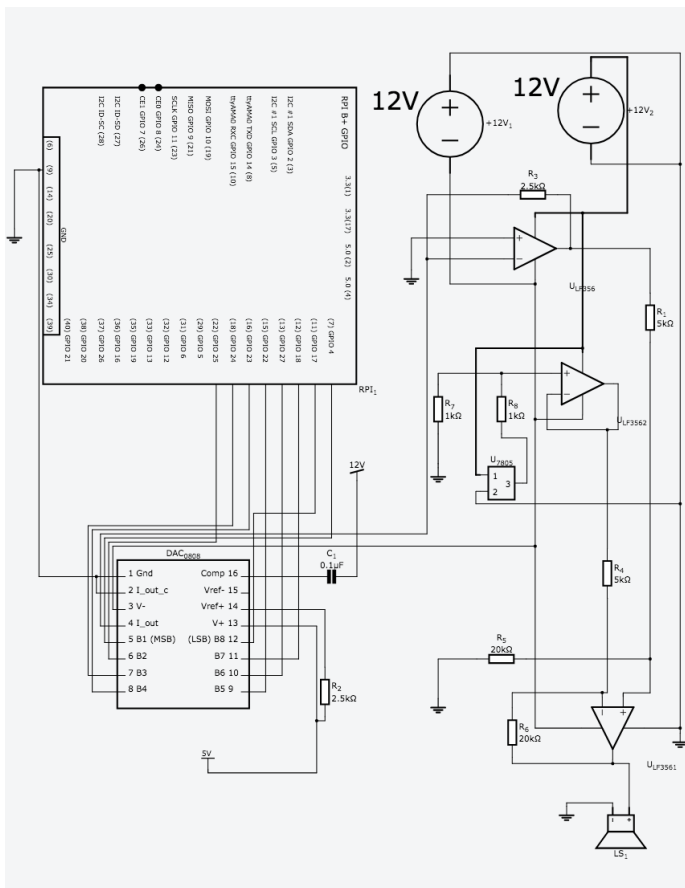 12V
+12V₁
12V
+12V₂
RPI B+ GPIO
I2C ID-SC (28)
I2C ID-SD (27)
CE1 GPIO 7 (26)
CE0 GPIO 8 (24)
SCLK GPIO 11 (23)
MISO GPIO 9 (21)
MOSI GPIO 10 (19)
ttyAMA0 RXC GPIO 15 (10)
ttyAMA0 TXD GPIO 14 (8)
I2C #1 SCL GPIO 3 (5)
I2C #1 SDA GPIO 2 (3)
3.3(1)
3.3(17)
5.0 (2)
5.0 (4)
GND
(6)
(9)
(14)
(20)
(25)
(30)
(34)
(39)
(40) GPIO 21
(38) GPIO 20
(37) GPIO 26
(36) GPIO 16
(35) GPIO 19
(33) GPIO 13
(32) GPIO 12
(31) GPIO 6
(29) GPIO 5
(22) GPIO 25
(18) GPIO 24
(16) GPIO 23
(15) GPIO 22
(13) GPIO 27
(12) GPIO 18
(11) GPIO 17
(7) GPIO 4
RPI₁
R₃
2.5kΩ
+
−
U_LF356
R₁
5kΩ
+
−
U_LF3562
R₇
1kΩ
R₈
1kΩ
U₇₈₀₅
1
2
3
12V
C₁
0.1uF
DAC₀₈₀₈
1 Gnd
2 I_out_c
3 V-
4 I_out
5 B1 (MSB)
6 B2
7 B3
8 B4
Comp 16
Vref- 15
Vref+ 14
V+ 13
(LSB) B8 12
B7 11
B6 10
B5 9
R₂
2.5kΩ
5V
R₄
5kΩ
R₅
20kΩ
R₆
20kΩ
−
+
U_LF3561
-
+
LS₁